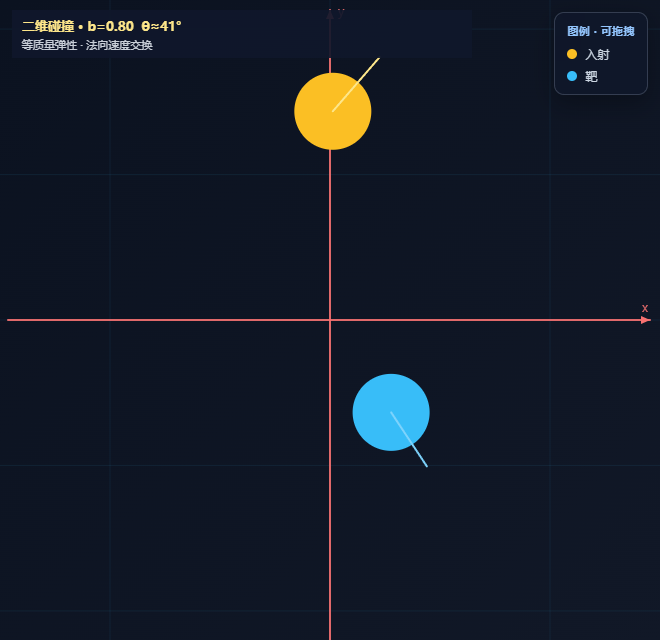 二维碰撞 • b=0.80 θ≈41°
等质量弹性 · 法向速度交换
图例 · 可拖拽
入射
靶
x